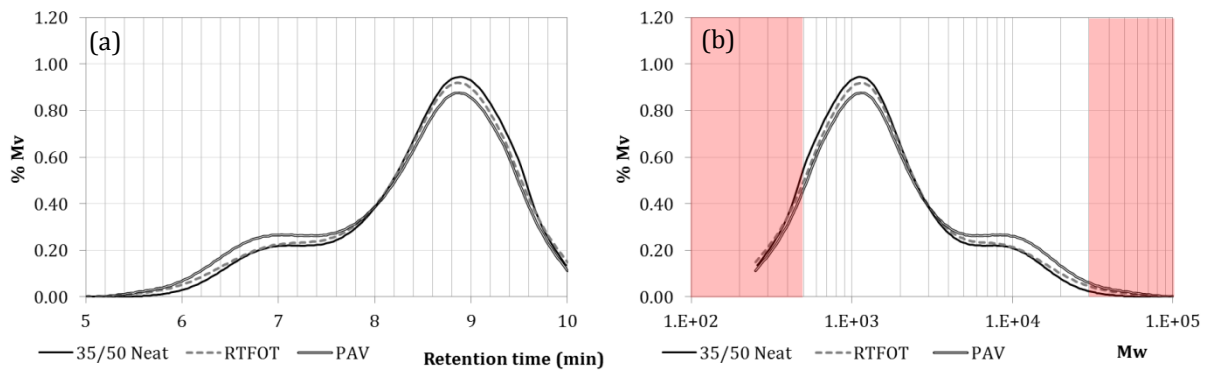 (a)
% Mv
1.20
1.00
0.80
0.60
0.40
0.20
0.00
5 6 7 8 9 10
35/50 Neat RTFOT PAV Retention time (min)
(b)
% Mv
1.20
1.00
0.80
0.60
0.40
0.20
0.00
1.E+02 1.E+03 1.E+04 1.E+05
35/50 Neat RTFOT PAV Mw